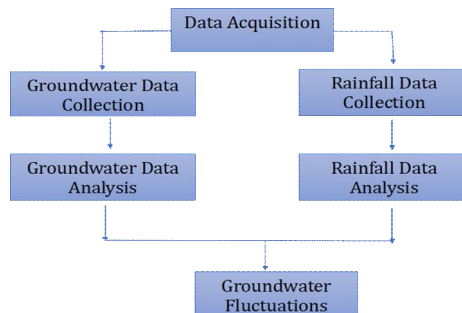 Data Acquisition
Groundwater Data
Collection
Rainfall Data
Collection
Groundwater Data
Analysis
Rainfall Data
Analysis
Groundwater
Fluctuations